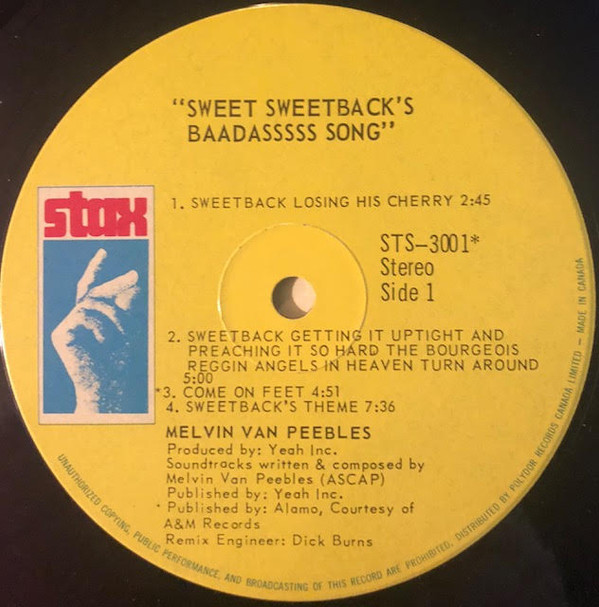 "SWEET SWEETBACK'S
BAADASSSSS SONG"
1. SWEETBACK LOSING HIS CHERRY 2:45
stax
STS-3001*
Stereo
Side 1
2. SWEETBACK GETTING IT UPTIGHT AND
PREACHING IT SO HARD THE BOURGEOIS
REGGIN ANGELS IN HEAVEN TURN AROUND
5:00
*3. COME ON FEET 4:51
4. SWEETBACK'S THEME 7:36
MELVIN VAN PEEBLES
Produced by: Yeah Inc.
Soundtracks written & composed by
Melvin Van Peebles (ASCAP)
Published by: Yeah Inc.
* Published by: Alamo, Courtesy of
A&M Records
Remix Engineer: Dick Burns
UNAUTHORIZED COPYING, PUBLIC PERFORMANCE, AND BROADCASTING OF THIS RECORD ARE PROHIBITED. DISTRIBUTED BY POLYDOR RECORDS CANADA LIMITED — MADE IN CANADA